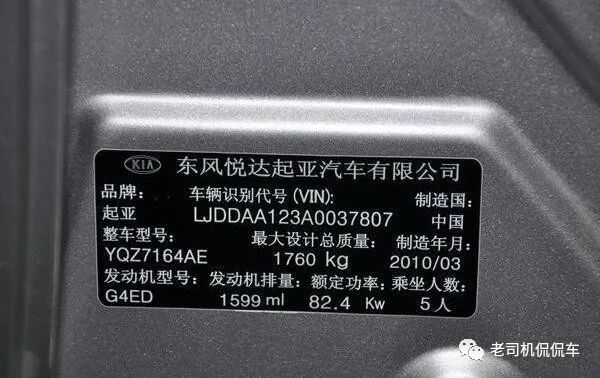 KIA 东风悦达起亚汽车有限公司
品牌: 车辆识别代号(VIN): 制造国:
起亚 LJDDAA123A0037807 中国
整车型号: 最大设计总质量: 制造年月:
YQZ7164AE 1760 kg 2010/03
发动机型号: 发动机排量: 额定功率: 乘坐人数:
G4ED 1599 ml 82.4 Kw 5人
老司机侃侃车